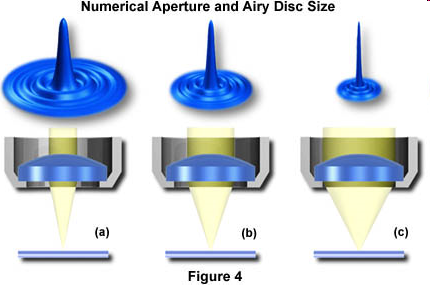 Numerical Aperture and Airy Disc Size
(a)
(b)
(c)
Figure 4